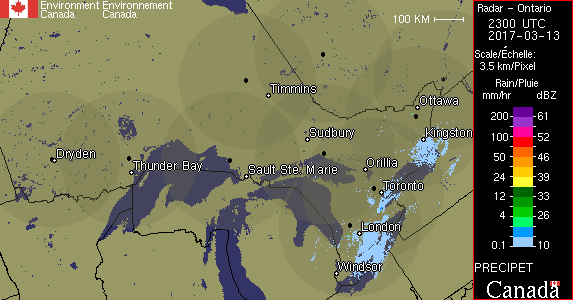 Environment Environnement
Canada Canada
100 KM
Timmins
Ottawa
Sudbury
Kingston
Dryden
Thunder Bay
Sault Ste. Marie
Orillia
Toronto
London
Windsor
Radar - Ontario
2300 UTC
2017-03-13
Scale/Échelle:
3.5 km/Pixel
Rain/Pluie
mm/hr dBZ
200 61
100 52
50 46
24 39
12 33
4 26
0.1 10
PRECIPET
Canada